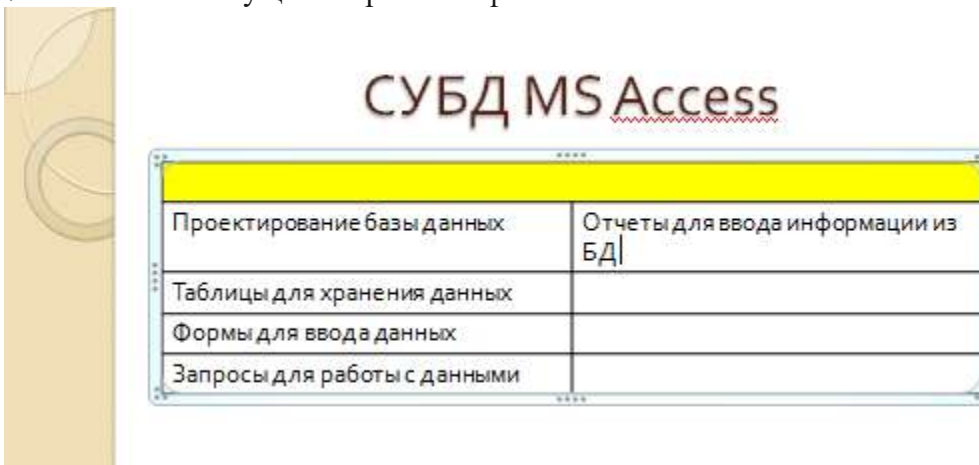 СУБД MS Access
Проектирование базы данных
Отчеты для ввода информации из
БД
Таблицы для хранения данных
Формы для ввода данных
Запросы для работы с данными